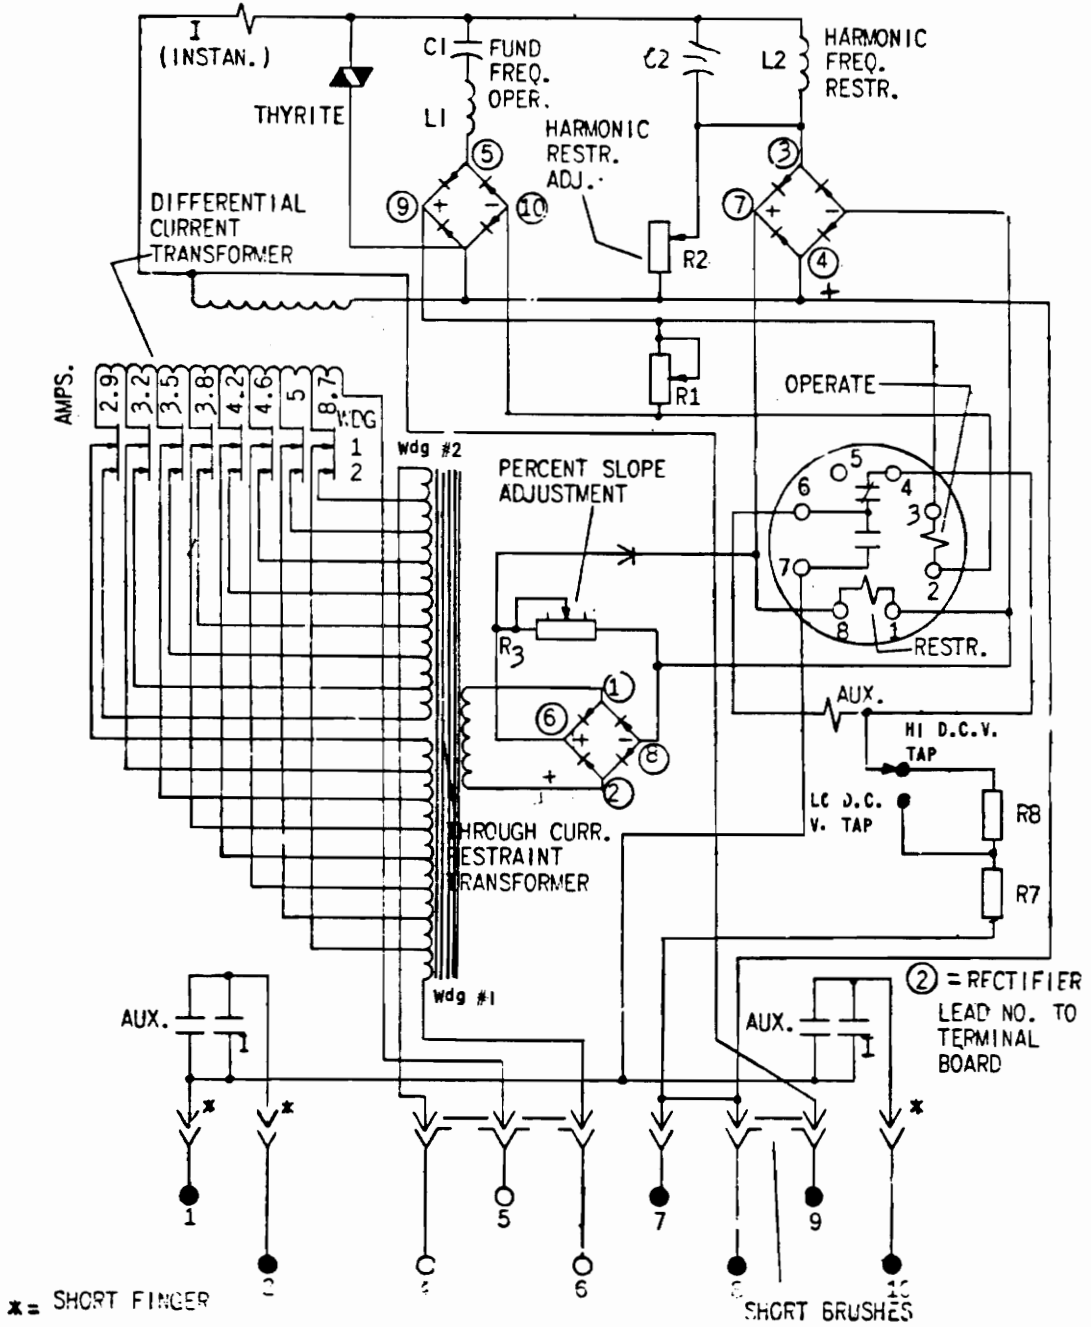 I
(INSTAN.)
THYRITE
C1
FUND
FREQ.
OPER.
L1
C2
L2
HARMONIC
FREQ.
RESTR.
HARMONIC
RESTR.
ADJ.
5
9
+
-
10
3
7
+
-
4
+
R2
DIFFERENTIAL
CURRENT
TRANSFORMER
R1
OPERATE
AMPS.
2.9
3.2
3.5
3.8
4.2
4.6
5
8.7
WDG
1
2
Wdg #2
PERCENT SLOPE
ADJUSTMENT
5
6
4
3
7
2
8
1
RESTR.
R3
1
6
+
-
8
+
2
AUX.
HI D.C.V.
TAP
D.C.
V. TAP
R8
R7
THROUGH CURR.
RESTRAINT
TRANSFORMER
Wdg #1
2 = RECTIFIER
LEAD NO. TO
TERMINAL
BOARD
AUX.
I
AUX.
I
*
*
*
1
5
7
9
6
*= SHORT FINGER
SHORT BRUSHES